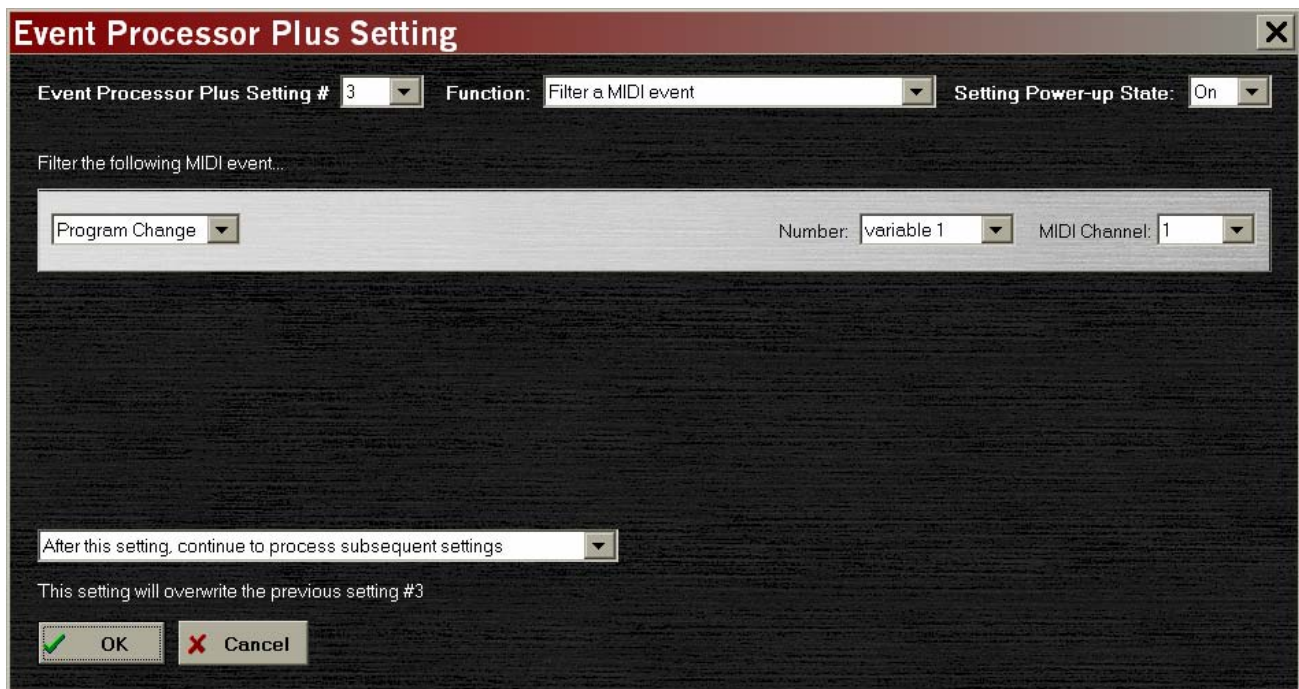 Event Processor Plus Setting
Event Processor Plus Setting # 3 Function: Filter a MIDI event Setting Power-up State: On
Filter the following MIDI event...
Program Change Number: variable 1 MIDI Channel: 1
After this setting, continue to process subsequent settings
This setting will overwrite the previous setting #3
OK Cancel